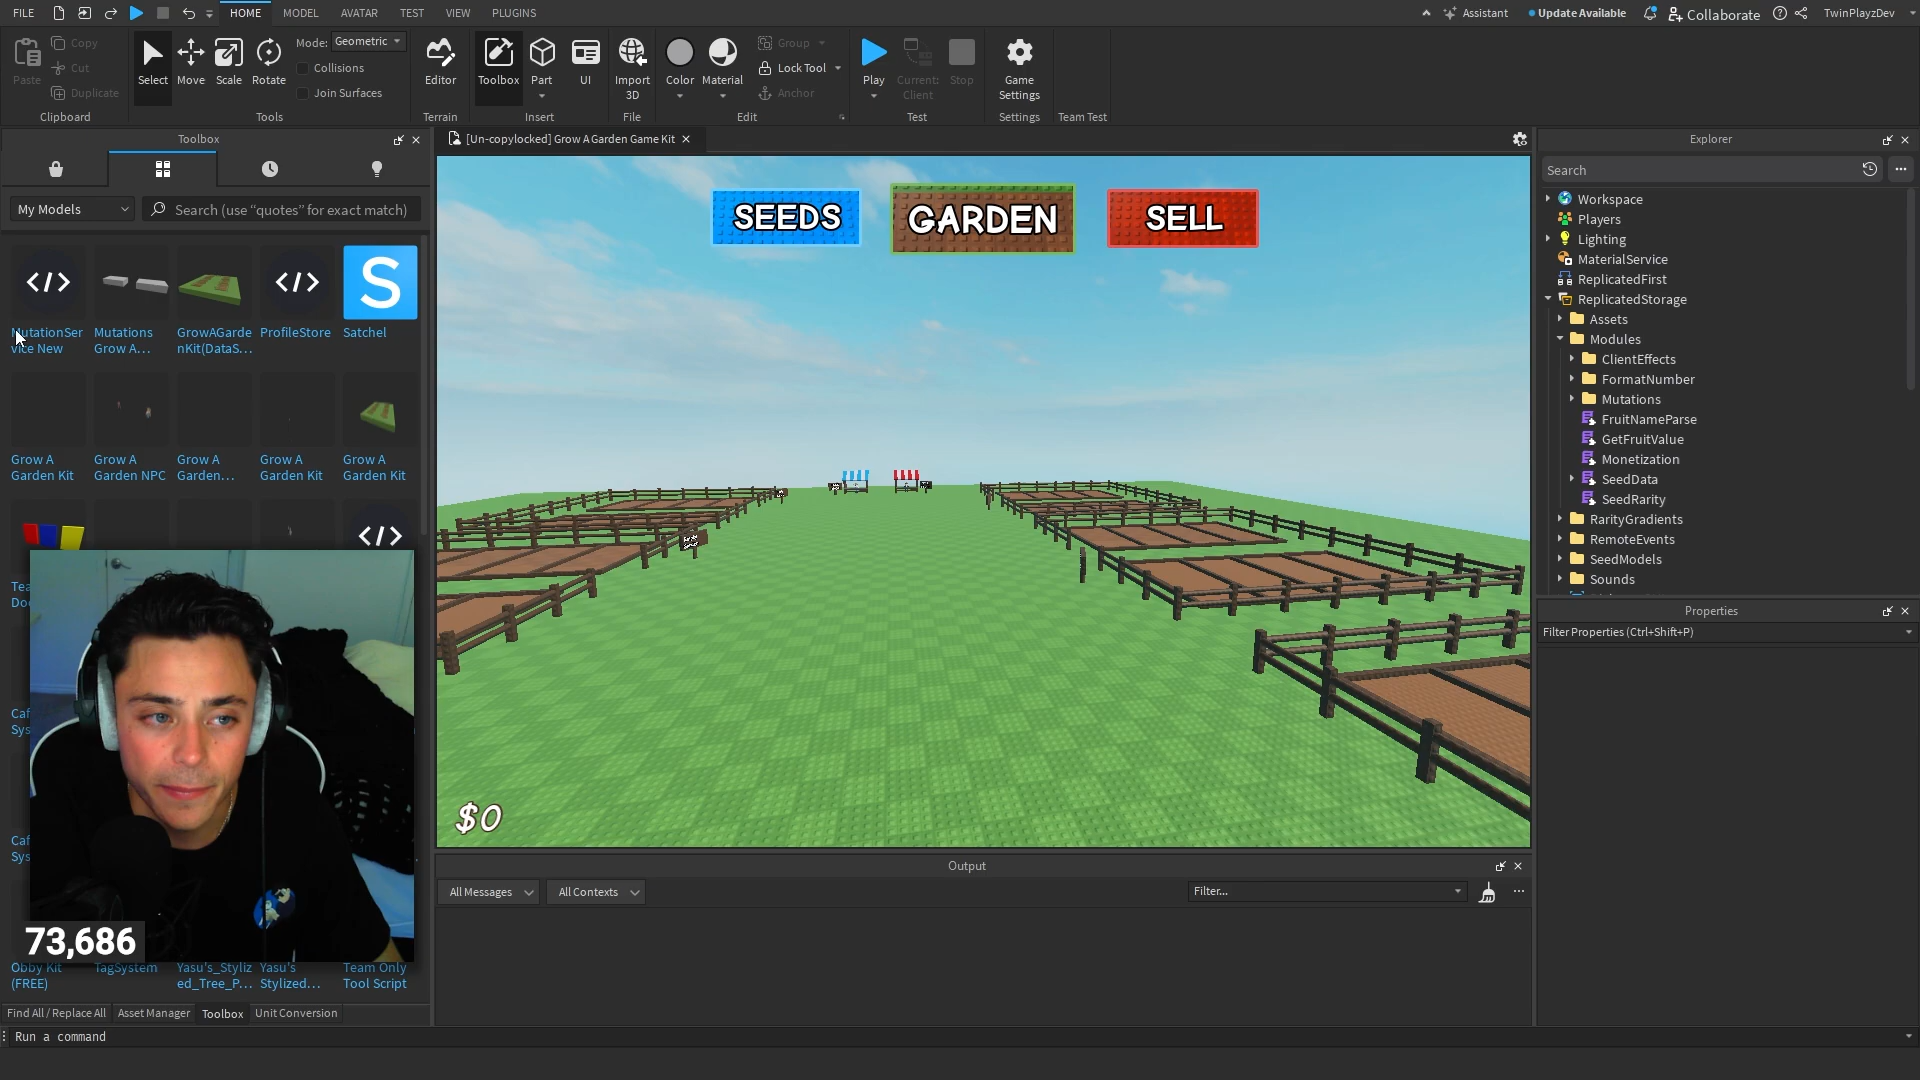 FILE
HOME
MODEL
AVATAR
TEST
VIEW
PLUGINS
Assistant
Update Available
Collaborate
TwinPlayzDev
Paste
Copy
Cut
Duplicate
Clipboard
Select
Move
Scale
Rotate
Mode: Geometric
Collisions
Join Surfaces
Tools
Editor
Terrain
Toolbox
Part
UI
Insert
Import 3D
File
Color
Material
Group
Lock Tool
Anchor
Edit
Play
Current: Client
Stop
Test
Game Settings
Settings
Team Test
Toolbox
My Models
Search (use “quotes” for exact match)
MutationSer
vice New
Mutations
Grow A...
GrowAGarde
nKit(DataS...
ProfileStore
S
Satchel
Grow A
Garden Kit
Grow A
Garden NPC
Grow A
Garden...
Grow A
Garden Kit
Grow A
Garden Kit
73,686
Obby Kit
(FREE)
TagSystem
Yasu's_Styliz
ed_Tree_P...
Yasu's
Stylized...
Team Only
Tool Script
Find All / Replace All
Asset Manager
Toolbox
Unit Conversion
Run a command
[Un-copylocked] Grow A Garden Game Kit
SEEDS
GARDEN
SELL
$0
Output
All Messages
All Contexts
Filter...
Explorer
Search
Workspace
Players
Lighting
MaterialService
ReplicatedFirst
ReplicatedStorage
Assets
Modules
ClientEffects
FormatNumber
Mutations
FruitNameParse
GetFruitValue
Monetization
SeedData
SeedRarity
RarityGradients
RemoteEvents
SeedModels
Sounds
Properties
Filter Properties (Ctrl+Shift+P)